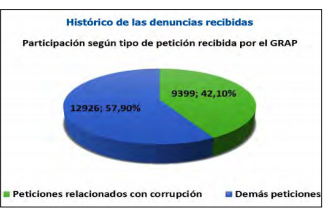 Histórico de las denuncias recibidas
Participación según tipo de petición recibida por el GRAP
9399; 42,10%
12926; 57,90%
Peticiones relacionados con corrupción
Demás peticiones